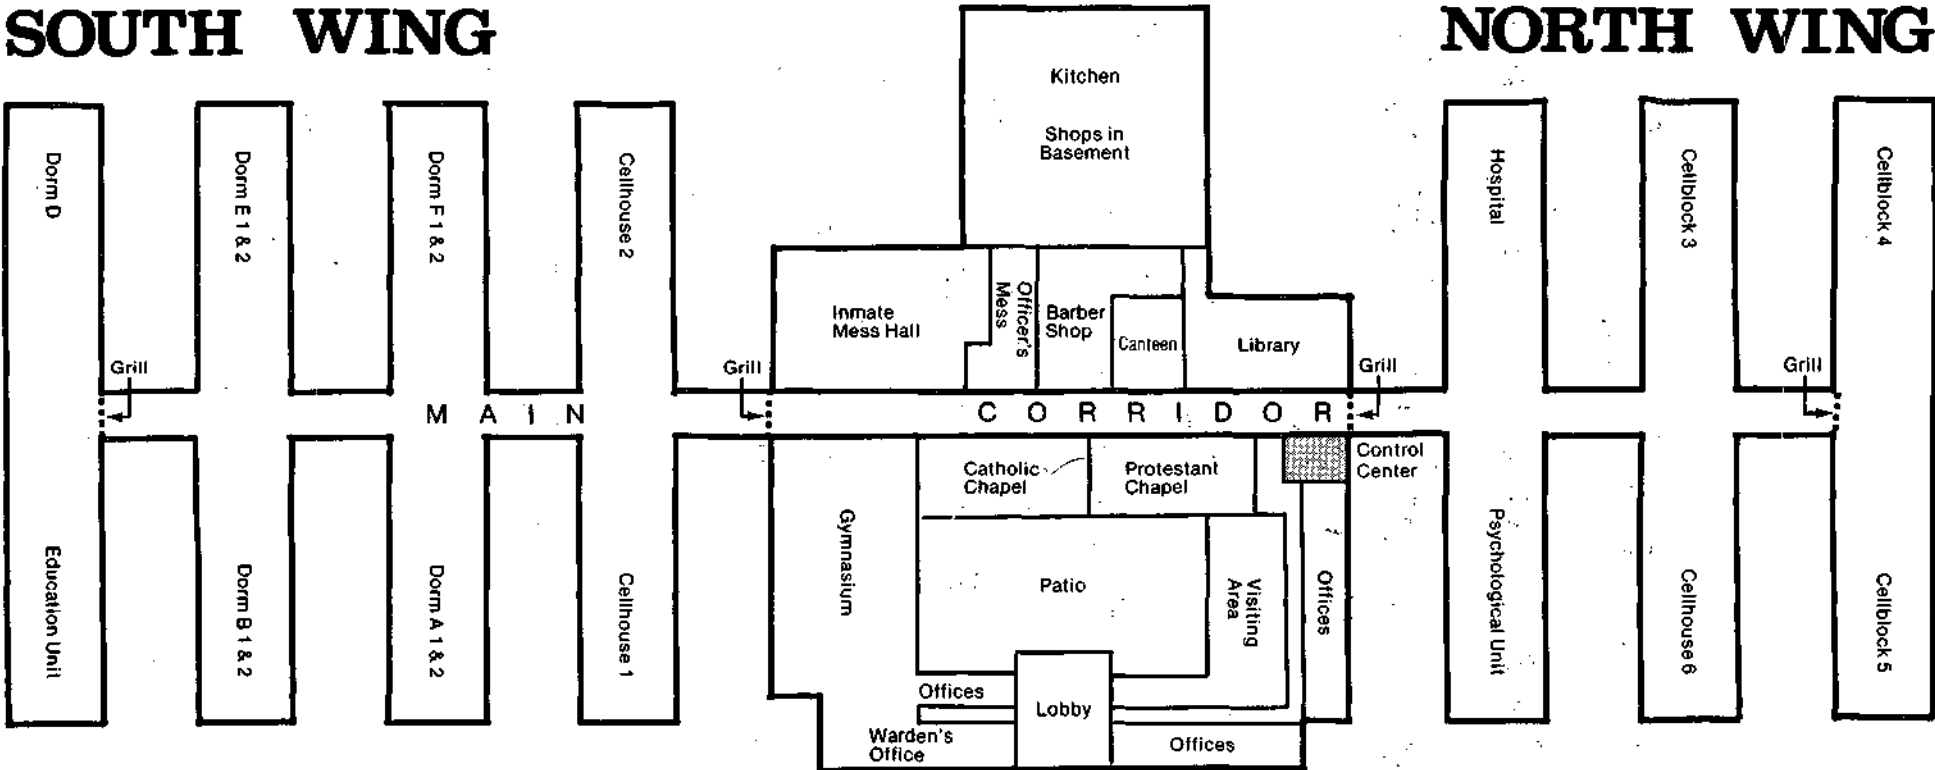 SOUTH WING
NORTH WING
Kitchen
Shops in
Basement
Dorm D
Dorm E 1 & 2
Dorm F 1 & 2
Cellhouse 2
Inmate
Mess Hall
Officer's
Mess
Barber
Shop
Canteen
Library
Hospital
Cellblock 3
Cellblock 4
Grill
Grill
Grill
Grill
MAIN CORRIDOR
Education Unit
Dorm B 1 & 2
Dorm A 1 & 2
Cellhouse 1
Gymnasium
Catholic
Chapel
Protestant
Chapel
Control
Center
Patio
Visiting
Area
Offices
Psychological Unit
Cellhouse 6
Cellblock 5
Offices
Lobby
Warden's
Office
Offices